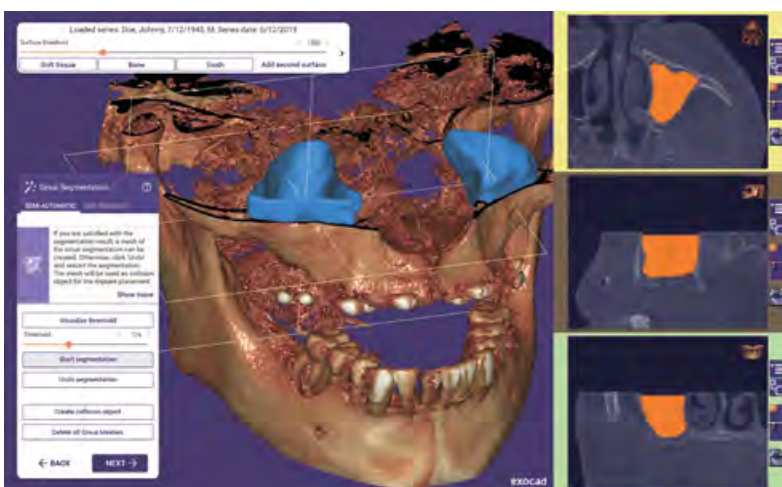 Loaded series: Doe, Johnny, 7/12/1940, M. Series date: 6/12/2019
Surface threshold
Soft tissue
Bone
Tooth
Add second surface
Sinus Segmentation
SEMI-AUTOMATIC
If you are satisfied with the
segmentation result, a mesh of
the sinus segmentation can be
created. Otherwise, click 'Undo'
and restart the segmentation.
The mesh will be used as collision
object for the implant placement.
Show more
Visualize threshold
Threshold
Start segmentation
Undo segmentation
Create collision object
Delete all Sinus Meshes
← BACK
NEXT →
exocad